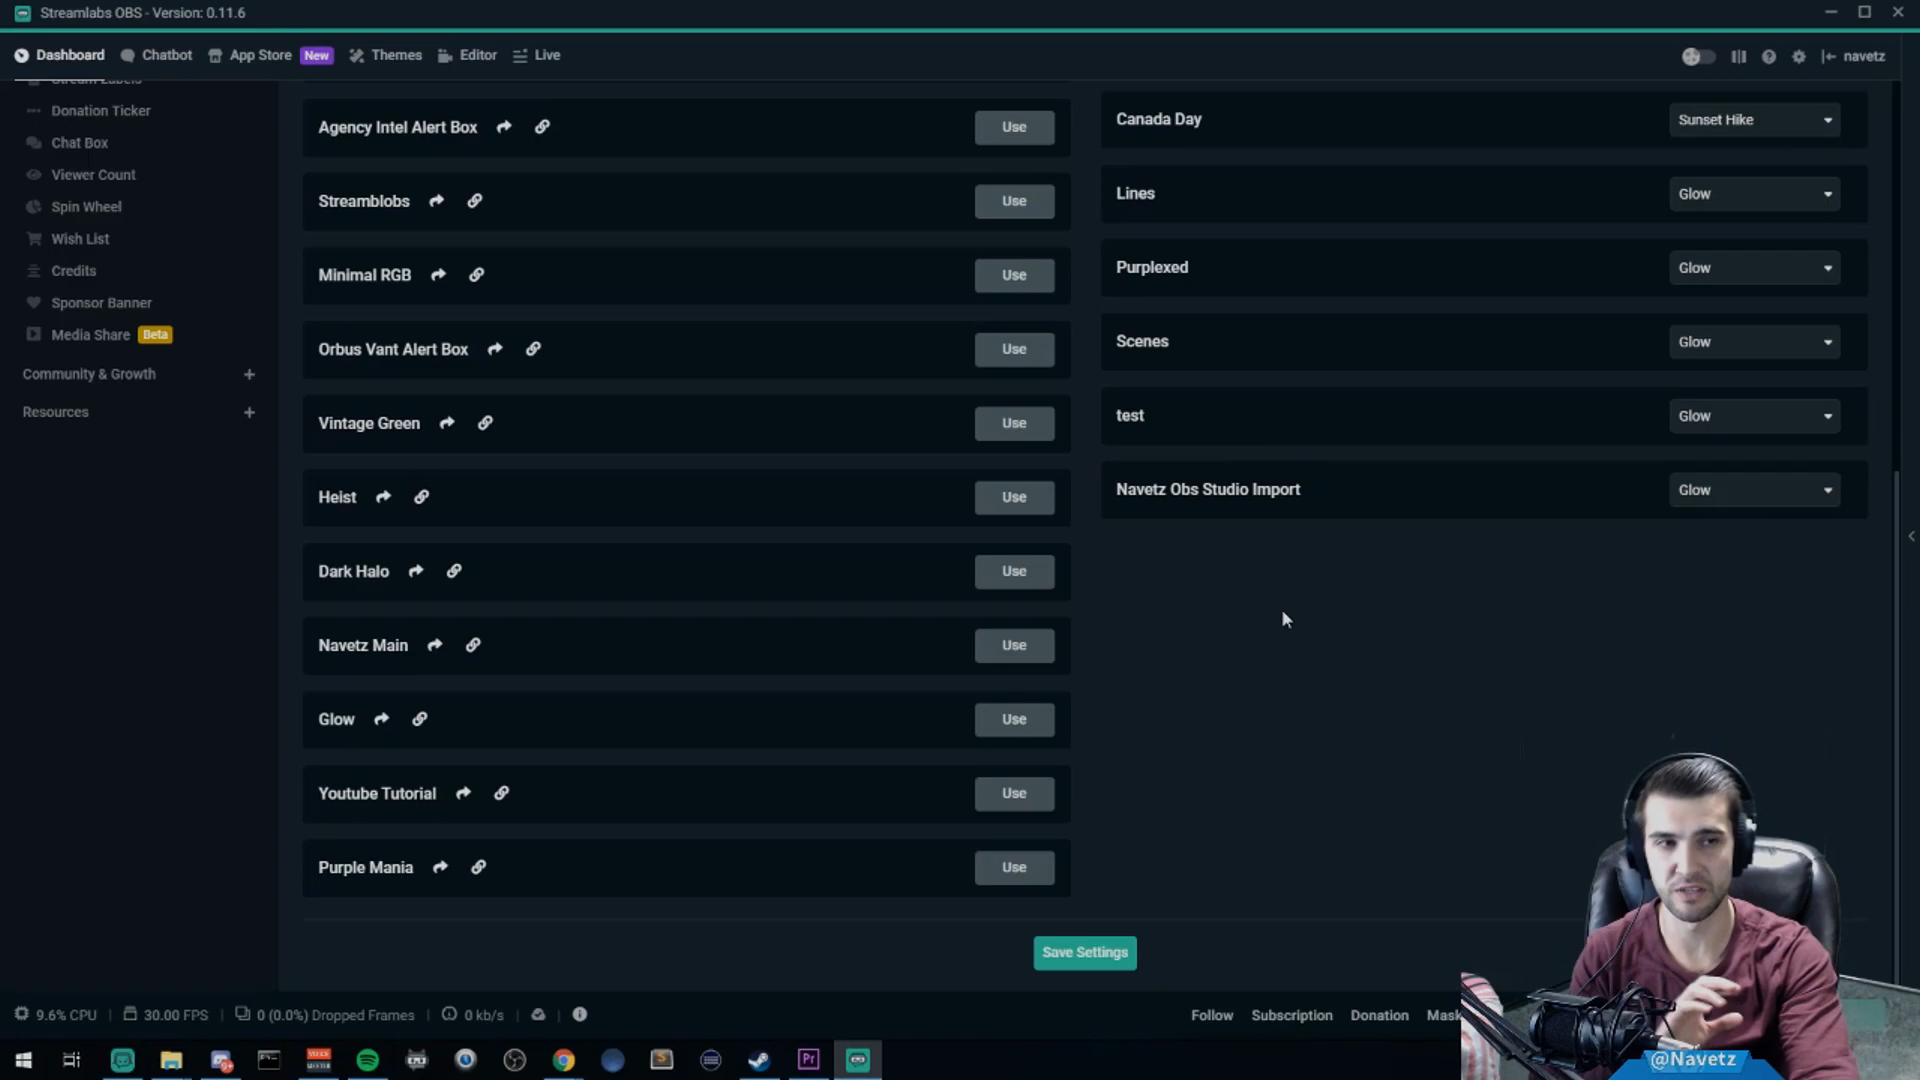 Streamlabs OBS - Version: 0.11.6
Dashboard Chatbot App Store New Themes Editor Live navetz
Stream Labels
Donation Ticker
Chat Box
Viewer Count
Spin Wheel
Wish List
Credits
Sponsor Banner
Media Share Beta
Community & Growth +
Resources +
Agency Intel Alert Box Use
Streamblobs Use
Minimal RGB Use
Orbus Vant Alert Box Use
Vintage Green Use
Heist Use
Dark Halo Use
Navetz Main Use
Glow Use
Youtube Tutorial Use
Purple Mania Use
Canada Day Sunset Hike
Lines Glow
Purplexed Glow
Scenes Glow
test Glow
Navetz Obs Studio Import Glow
Save Settings
9.6% CPU 30.00 FPS 0 (0.0%) Dropped Frames 0 kb/s Follow Subscription Donation Mask
Pr
@Navetz